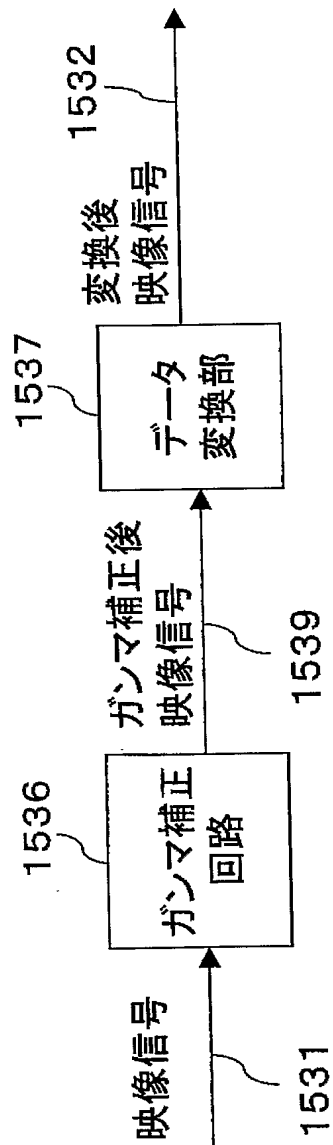 映像信号
1531
1536
ガンマ補正
回路
ガンマ補正後
映像信号
1539
1537
データ
変換部
変換後
映像信号
1532